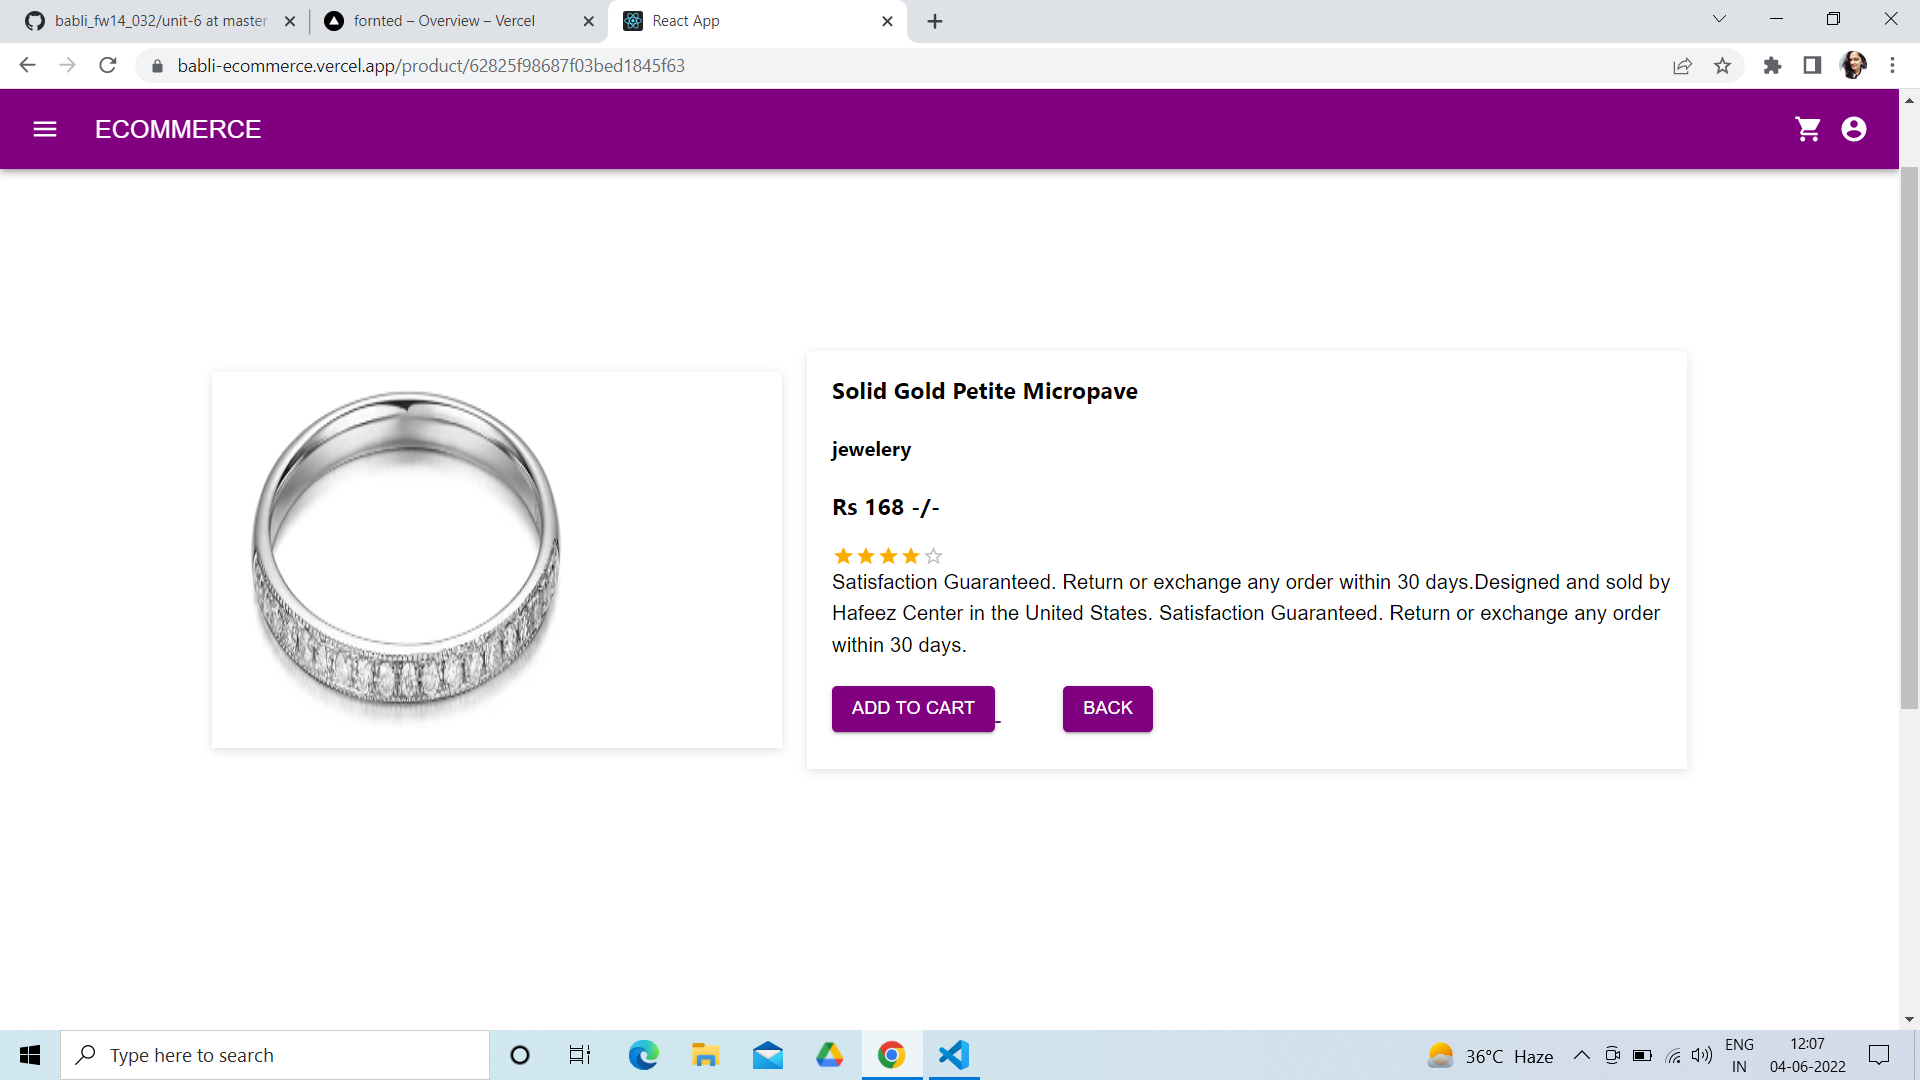 babli_fw14_032/unit-6 at master
fornted – Overview – Vercel
React App
babli-ecommerce.vercel.app/product/62825f98687f03bed1845f63
ECOMMERCE
Solid Gold Petite Micropave
jewelery
Rs 168 -/-
Satisfaction Guaranteed. Return or exchange any order within 30 days.Designed and sold by
Hafeez Center in the United States. Satisfaction Guaranteed. Return or exchange any order
within 30 days.
ADD TO CART
BACK
Type here to search
36°C Haze
ENG
IN
12:07
04-06-2022